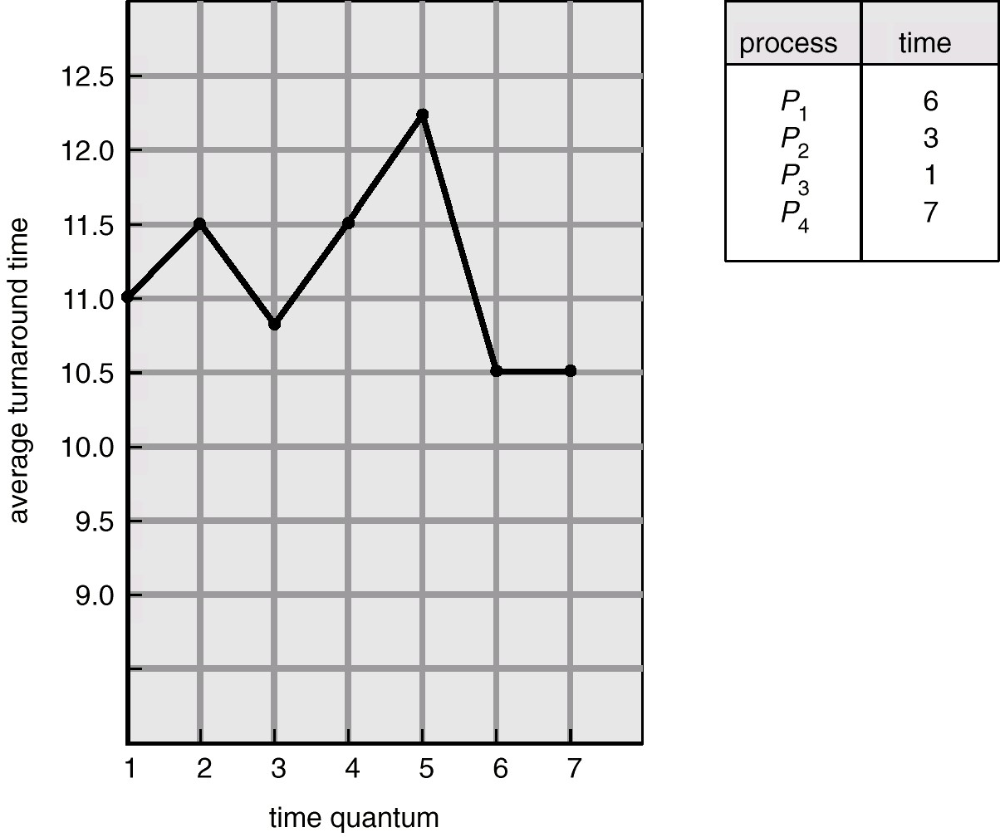 average turnaround time
12.5
12.0
11.5
11.0
10.5
10.0
9.5
9.0
1 2 3 4 5 6 7
time quantum
process time
P1 6
P2 3
P3 1
P4 7